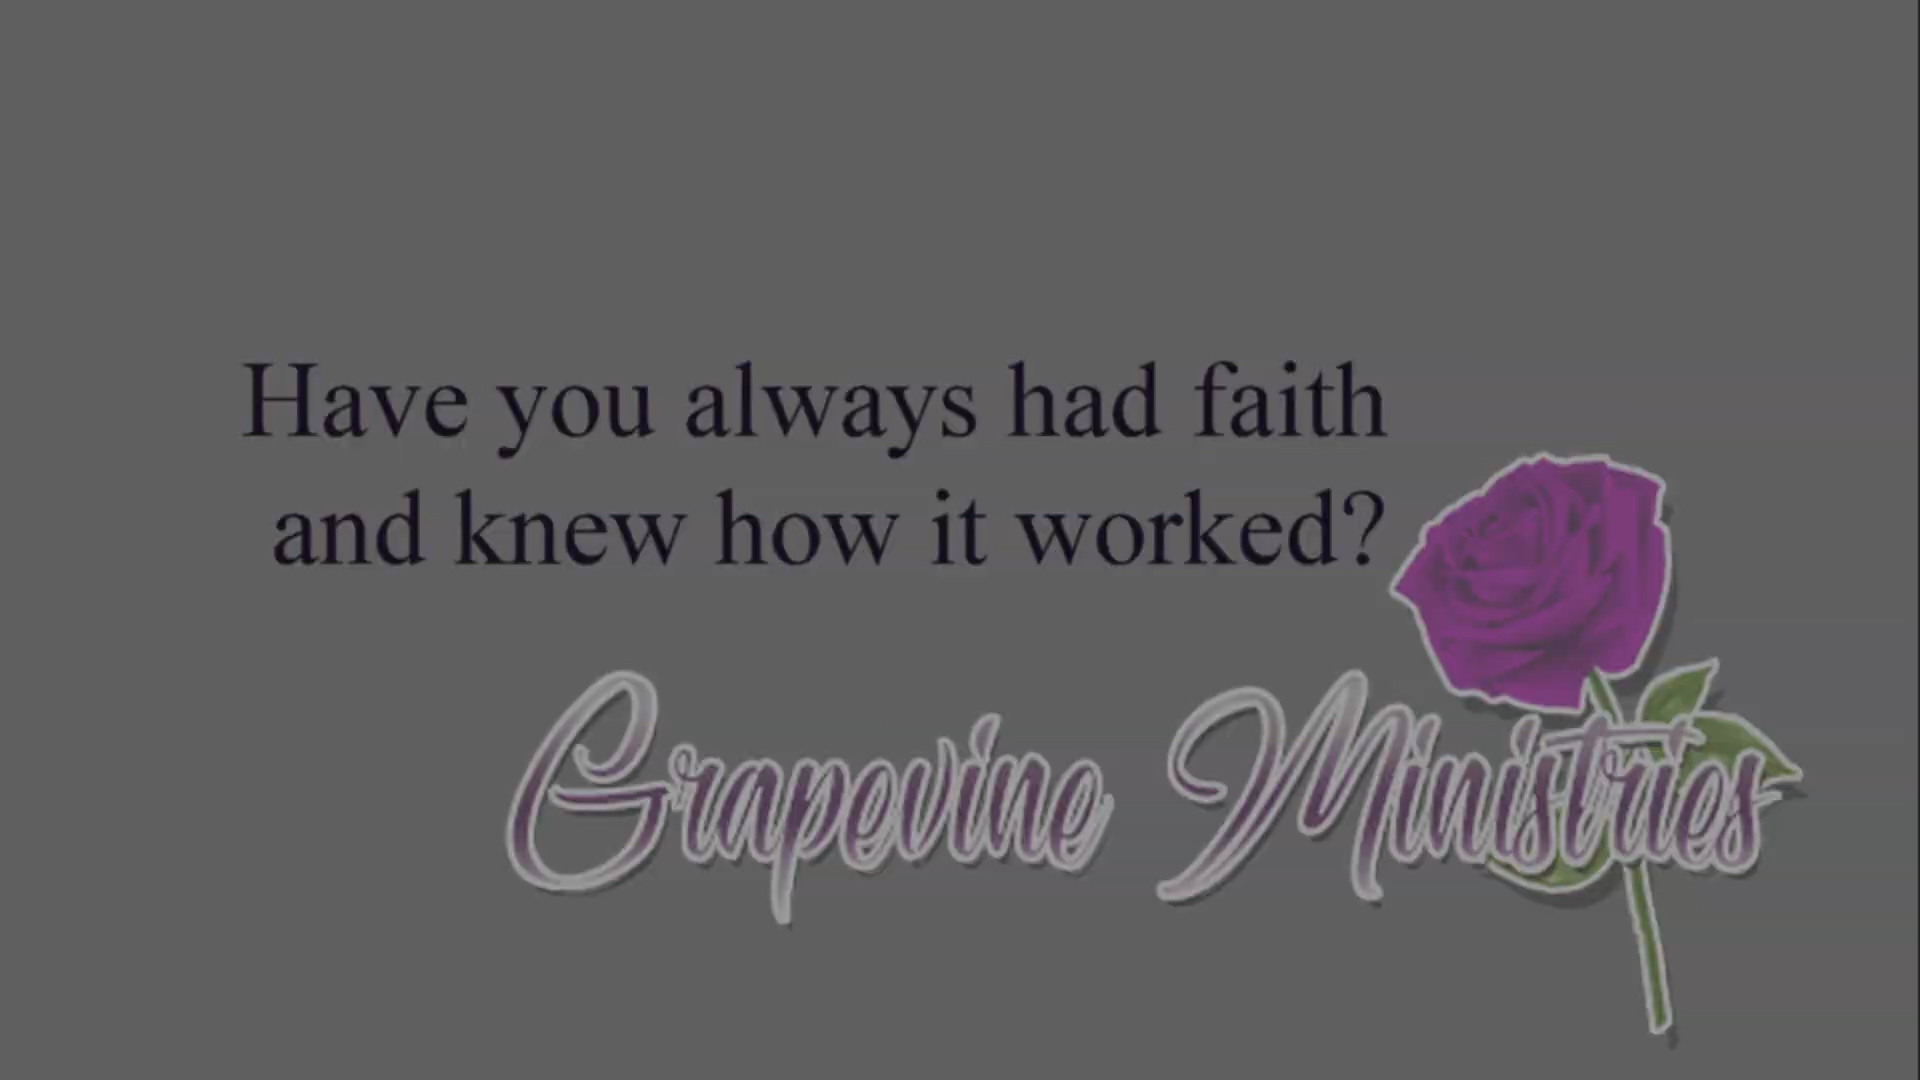 Have you always had faith
and knew how it worked?
Grapevine Ministries